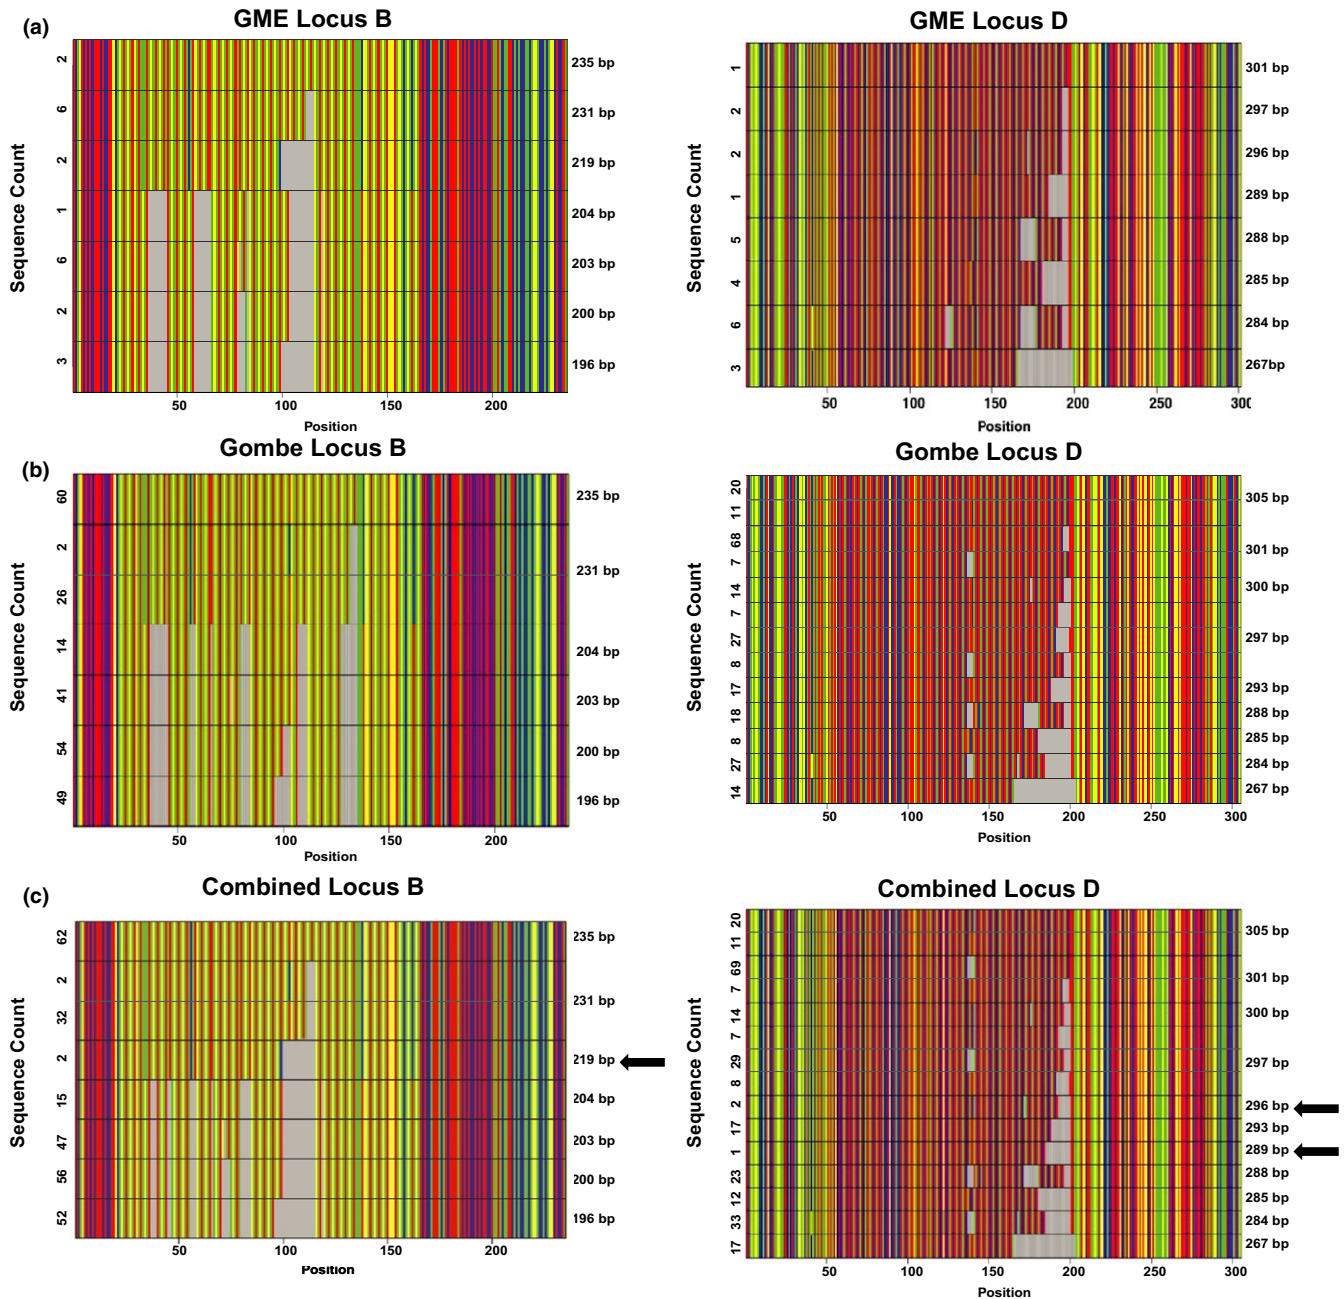 (a)
GME Locus B
Sequence Count
2
6
2
1
6
2
3
235 bp
231 bp
219 bp
204 bp
203 bp
200 bp
196 bp
50
100
150
200
Position
GME Locus D
Sequence Count
1
2
2
1
5
4
6
3
301 bp
297 bp
296 bp
289 bp
288 bp
285 bp
284 bp
267bp
50
100
150
200
250
300
Position
(b)
Gombe Locus B
Sequence Count
60
2
26
14
41
54
49
235 bp
231 bp
204 bp
203 bp
200 bp
196 bp
50
100
150
200
Position
Gombe Locus D
Sequence Count
20
11
68
7
14
7
27
8
17
18
8
27
14
305 bp
301 bp
300 bp
297 bp
293 bp
288 bp
285 bp
284 bp
267 bp
50
100
150
200
250
300
Position
(c)
Combined Locus B
Sequence Count
62
2
32
2
15
47
56
52
235 bp
231 bp
219 bp
204 bp
203 bp
200 bp
196 bp
50
100
150
200
Position
Combined Locus D
Sequence Count
20
11
69
7
14
7
29
8
2
17
1
23
12
33
17
305 bp
301 bp
300 bp
297 bp
296 bp
293 bp
289 bp
288 bp
285 bp
284 bp
267 bp
50
100
150
200
250
300
Position